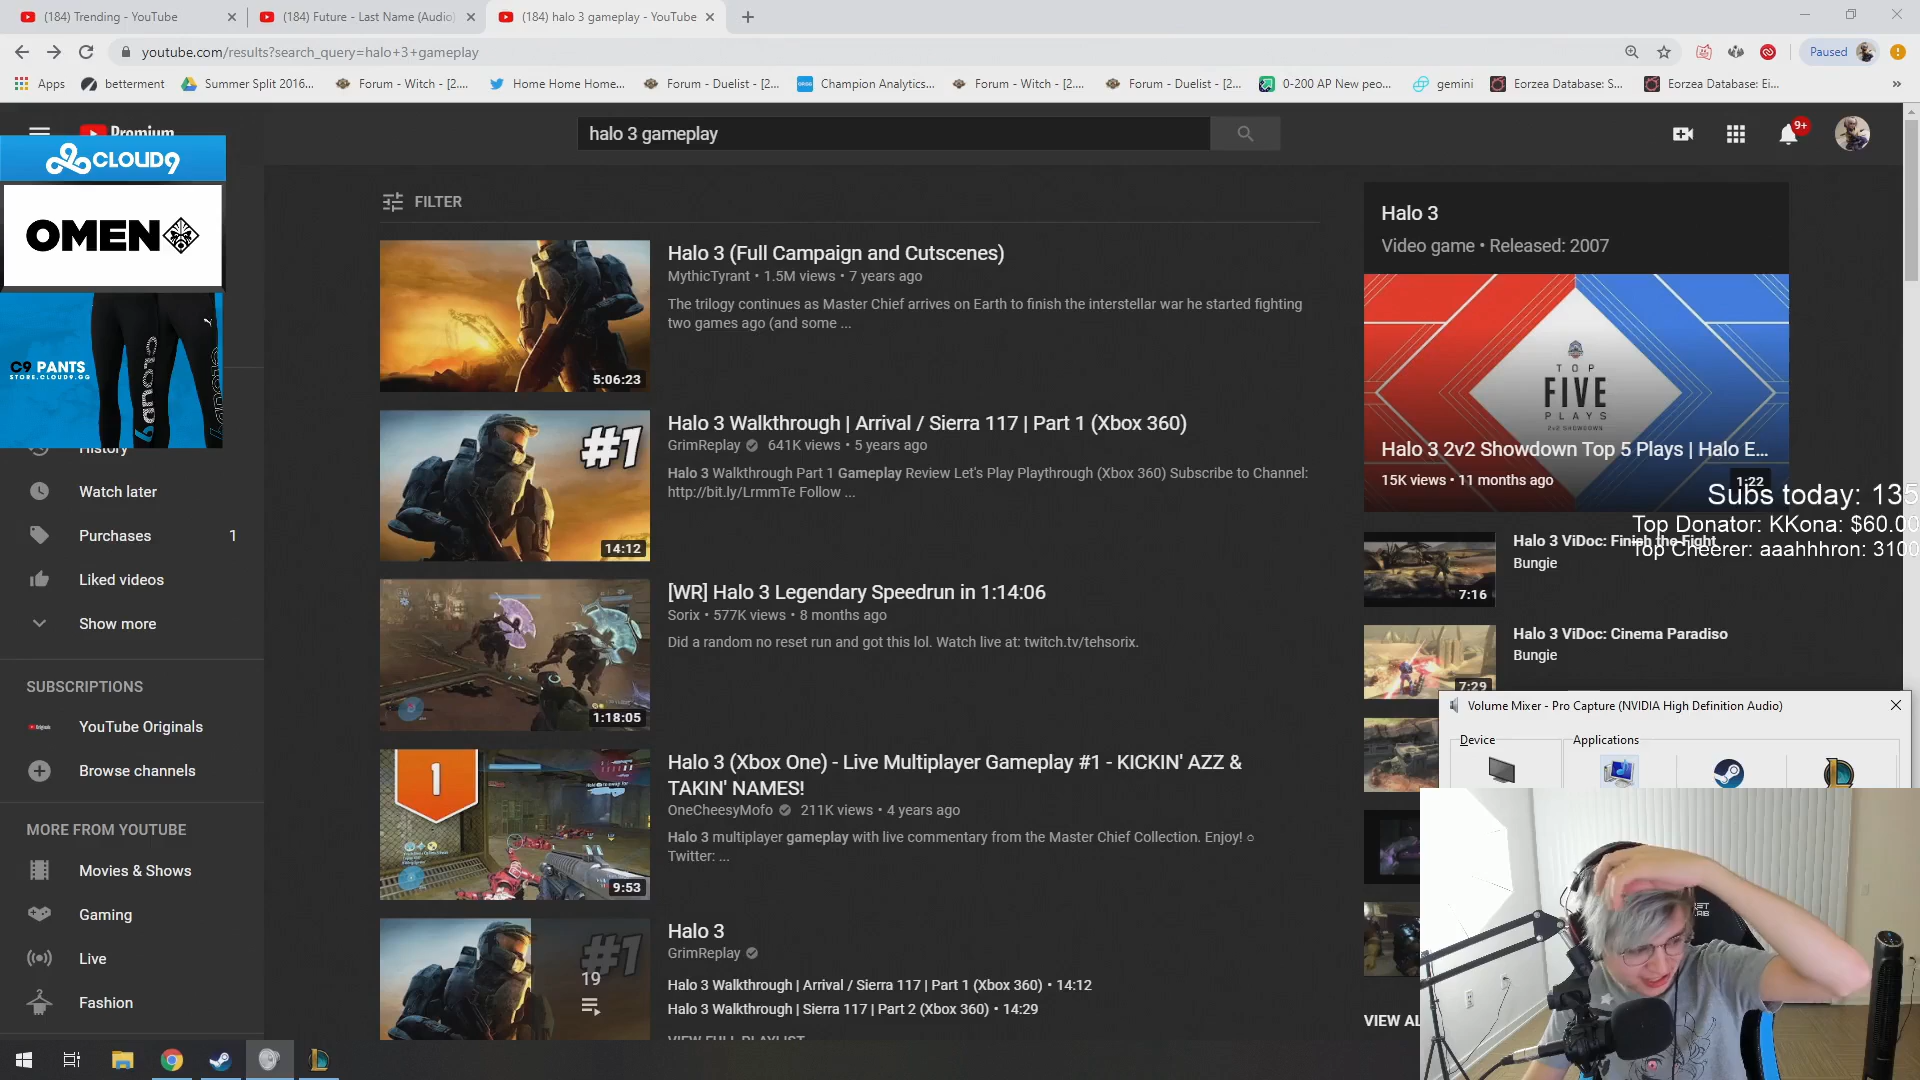 (184) Trending - YouTube
(184) Future - Last Name (Audio)
(184) halo 3 gameplay - YouTube
youtube.com/results?search_query=halo+3+gameplay
Paused
Apps
betterment
Summer Split 2016...
Forum - Witch - [2....
Home Home Home...
Forum - Duelist - [2...
Champion Analytics...
Forum - Witch - [2....
Forum - Duelist - [2...
0-200 AP New peo...
gemini
Eorzea Database: S...
Eorzea Database: Ei...
Premium
halo 3 gameplay
9+
CLOUD9
OMEN
C9 PANTS
STORE.CLOUD9.GG
CLOUD9
History
Watch later
Purchases 1
Liked videos
Show more
SUBSCRIPTIONS
YouTube Originals
Browse channels
MORE FROM YOUTUBE
Movies & Shows
Gaming
Live
Fashion
FILTER
5:06:23
Halo 3 (Full Campaign and Cutscenes)
MythicTyrant • 1.5M views • 7 years ago
The trilogy continues as Master Chief arrives on Earth to finish the interstellar war he started fighting
two games ago (and some ...
#1
14:12
Halo 3 Walkthrough | Arrival / Sierra 117 | Part 1 (Xbox 360)
GrimReplay 641K views • 5 years ago
Halo 3 Walkthrough Part 1 Gameplay Review Let's Play Playthrough (Xbox 360) Subscribe to Channel:
http://bit.ly/LrmmTe Follow ...
1:18:05
[WR] Halo 3 Legendary Speedrun in 1:14:06
Sorix • 577K views • 8 months ago
Did a random no reset run and got this lol. Watch live at: twitch.tv/tehsorix.
1
9:53
Halo 3 (Xbox One) - Live Multiplayer Gameplay #1 - KICKIN' AZZ &
TAKIN' NAMES!
OneCheesyMofo 211K views • 4 years ago
Halo 3 multiplayer gameplay with live commentary from the Master Chief Collection. Enjoy! ○
Twitter: ...
#1
19
Halo 3
GrimReplay
Halo 3 Walkthrough | Arrival / Sierra 117 | Part 1 (Xbox 360) • 14:12
Halo 3 Walkthrough | Sierra 117 | Part 2 (Xbox 360) • 14:29
VIEW FULL PLAYLIST
Halo 3
Video game • Released: 2007
TOP
FIVE
PLAYS
2V2 SHOWDOWN
Halo 3 2v2 Showdown Top 5 Plays | Halo E...
15K views • 11 months ago
1:22
Subs today: 135
Top Donator: KKona: $60.00
Top Cheerer: aaahhhron: 3100
Halo 3 ViDoc: Finish the Fight
Bungie
7:16
Halo 3 ViDoc: Cinema Paradiso
Bungie
7:29
Volume Mixer - Pro Capture (NVIDIA High Definition Audio)
Device
Applications
VIEW AL